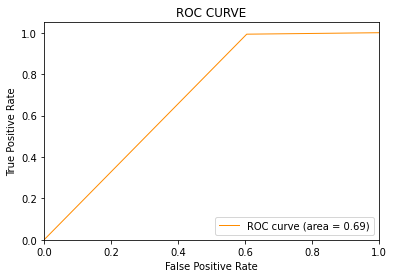 ROC CURVE
True Positive Rate
1.0
0.8
0.6
0.4
0.2
0.0
ROC curve (area = 0.69)
0.0 0.2 0.4 0.6 0.8 1.0
False Positive Rate